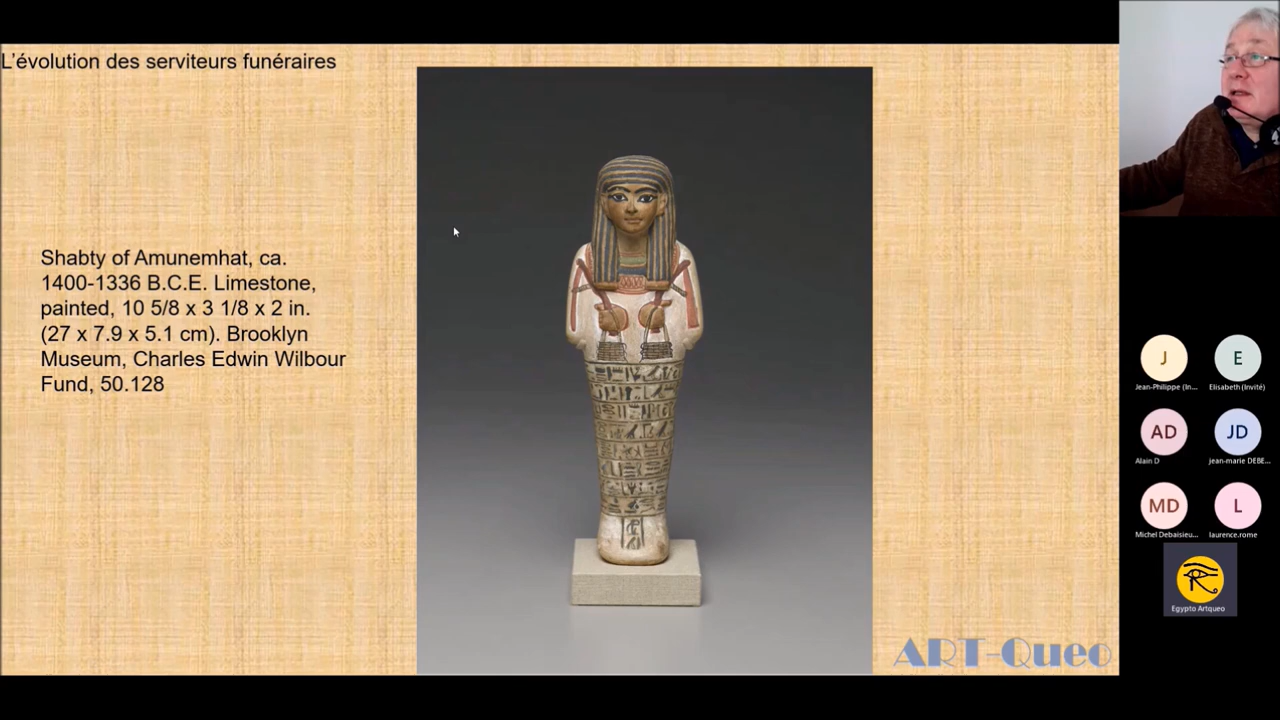 L'évolution des serviteurs funéraires
Shabty of Amunemhat, ca.
1400-1336 B.C.E. Limestone,
painted, 10 5/8 x 3 1/8 x 2 in.
(27 x 7.9 x 5.1 cm). Brooklyn
Museum, Charles Edwin Wilbour
Fund, 50.128
ART-Queo
J
E
Jean-Philippe (In...
Elisabeth (Invité)
AD
JD
Alain D
jean-marie DEBE...
MD
L
Michel Debaisieu...
laurence.rome
Egypto Artqueo